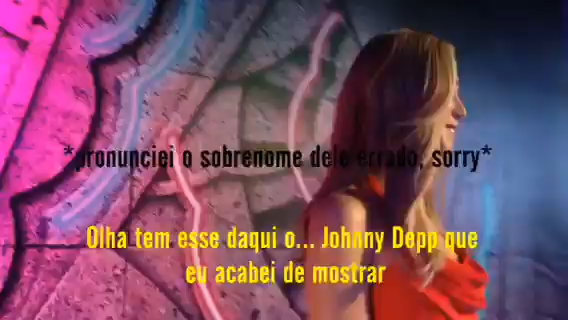 *pronunciei o sobrenome dele errado, sorry*
Olha tem esse daqui o... Johnny Depp que
eu acabei de mostrar